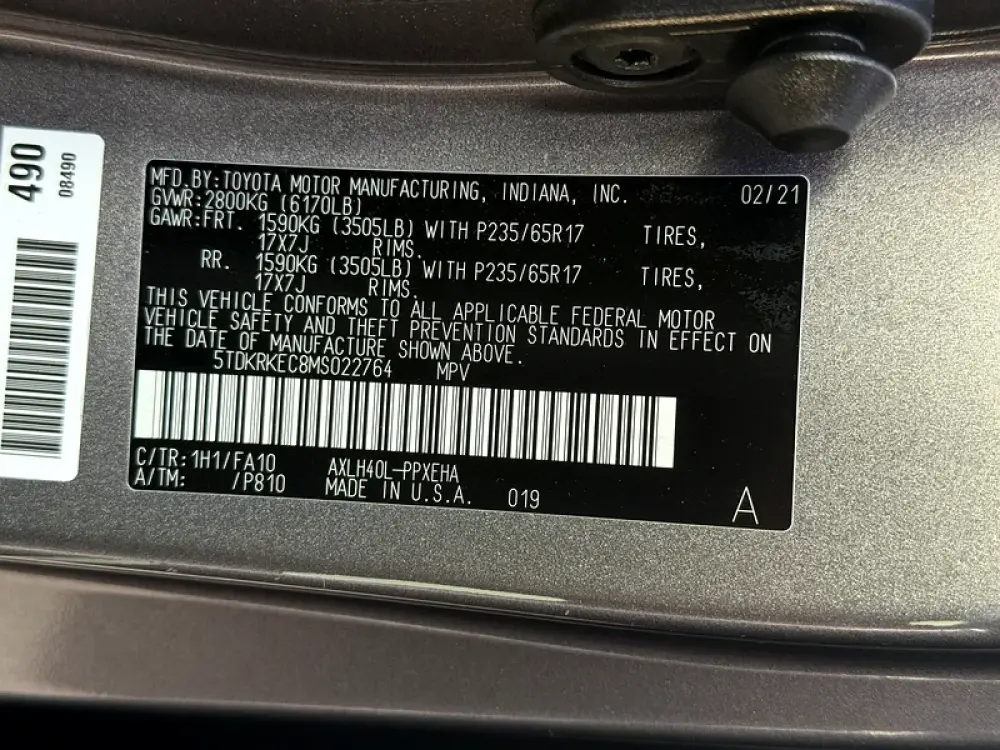 490
08490
MFD.BY:TOYOTA MOTOR MANUFACTURING, INDIANA, INC. 02/21
GVWR:2800KG (6170LB)
GAWR:FRT. 1590KG (3505LB) WITH P235/65R17 TIRES,
17X7J RIMS.
RR. 1590KG (3505LB) WITH P235/65R17 TIRES,
17X7J RIMS.
THIS VEHICLE CONFORMS TO ALL APPLICABLE FEDERAL MOTOR
VEHICLE SAFETY AND THEFT PREVENTION STANDARDS IN EFFECT ON
THE DATE OF MANUFACTURE SHOWN ABOVE.
5TDKRKEC8MS022764 MPV
C/TR:1H1/FA10 AXLH40L-PPXEHA
A/TM: /P810 MADE IN U.S.A. 019 A